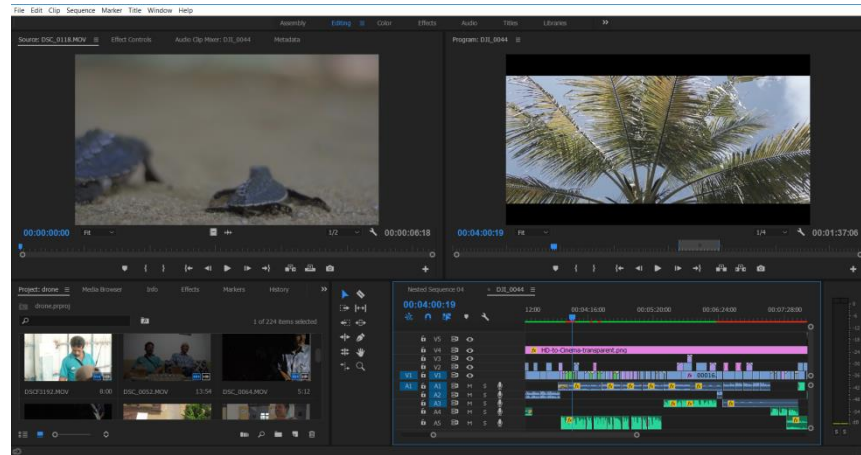 File Edit Clip Sequence Marker Title Window Help
Assembly Editing Color Effects Audio Titles Libraries
Source: DSC_0118.MOV Effect Controls Audio Clip Mixer: DJI_0044 Metadata
Program: DJI_0044
00:00:00:00 Fit 1/2 00:00:06:18
00:04:00:19 Fit 1/4 00:01:37:06
Project: drone Media Browser Info Effects Markers History
drone.prproj
1 of 224 items selected
DSCF3192.MOV 8:00 DSC_0052.MOV 13:54 DSC_0064.MOV 5:12
Nested Sequence 04 DJI_0044
00:04:00:19
12:00 00:04:16:00 00:05:20:00 00:06:24:00 00:07:28:00
V5
V4 fx HD-to-Cinema-transparent.png
V3
V2
V1 V1 00016
A1 A1 M S
A2 M S
A3 M S
A4 M S
A5 M S
S S